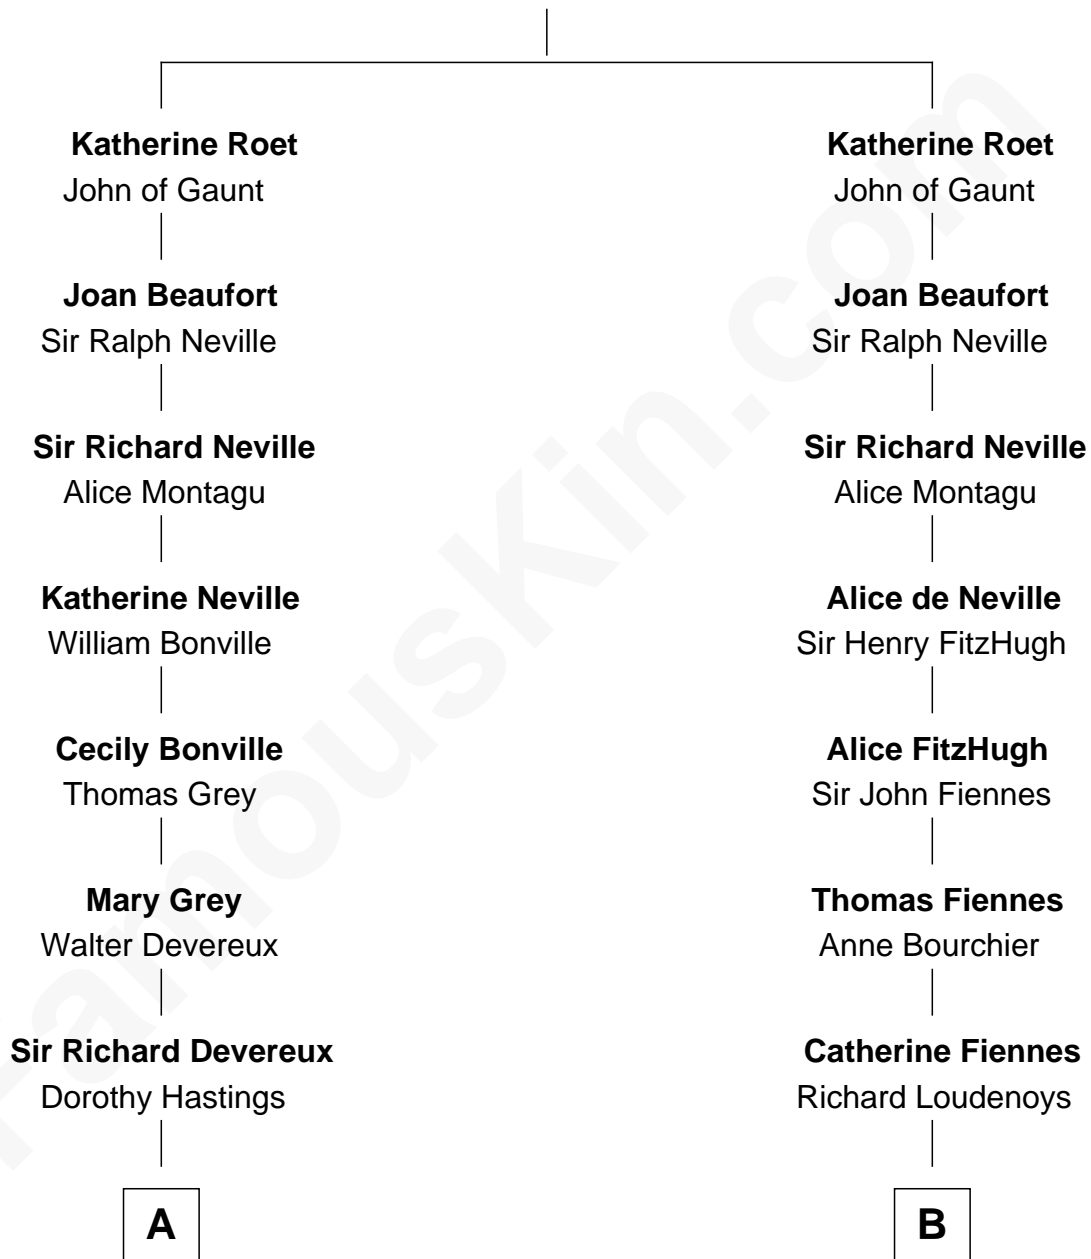 Katherine Roet
John of Gaunt
Joan Beaufort
Sir Ralph Neville
Sir Richard Neville
Alice Montagu
Katherine Neville
William Bonville
Cecily Bonville
Thomas Grey
Mary Grey
Walter Devereux
Sir Richard Devereux
Dorothy Hastings
A
Katherine Roet
John of Gaunt
Joan Beaufort
Sir Ralph Neville
Sir Richard Neville
Alice Montagu
Alice de Neville
Sir Henry FitzHugh
Alice FitzHugh
Sir John Fiennes
Thomas Fiennes
Anne Bourchier
Catherine Fiennes
Richard Loudenoys
B
FamousKin.com